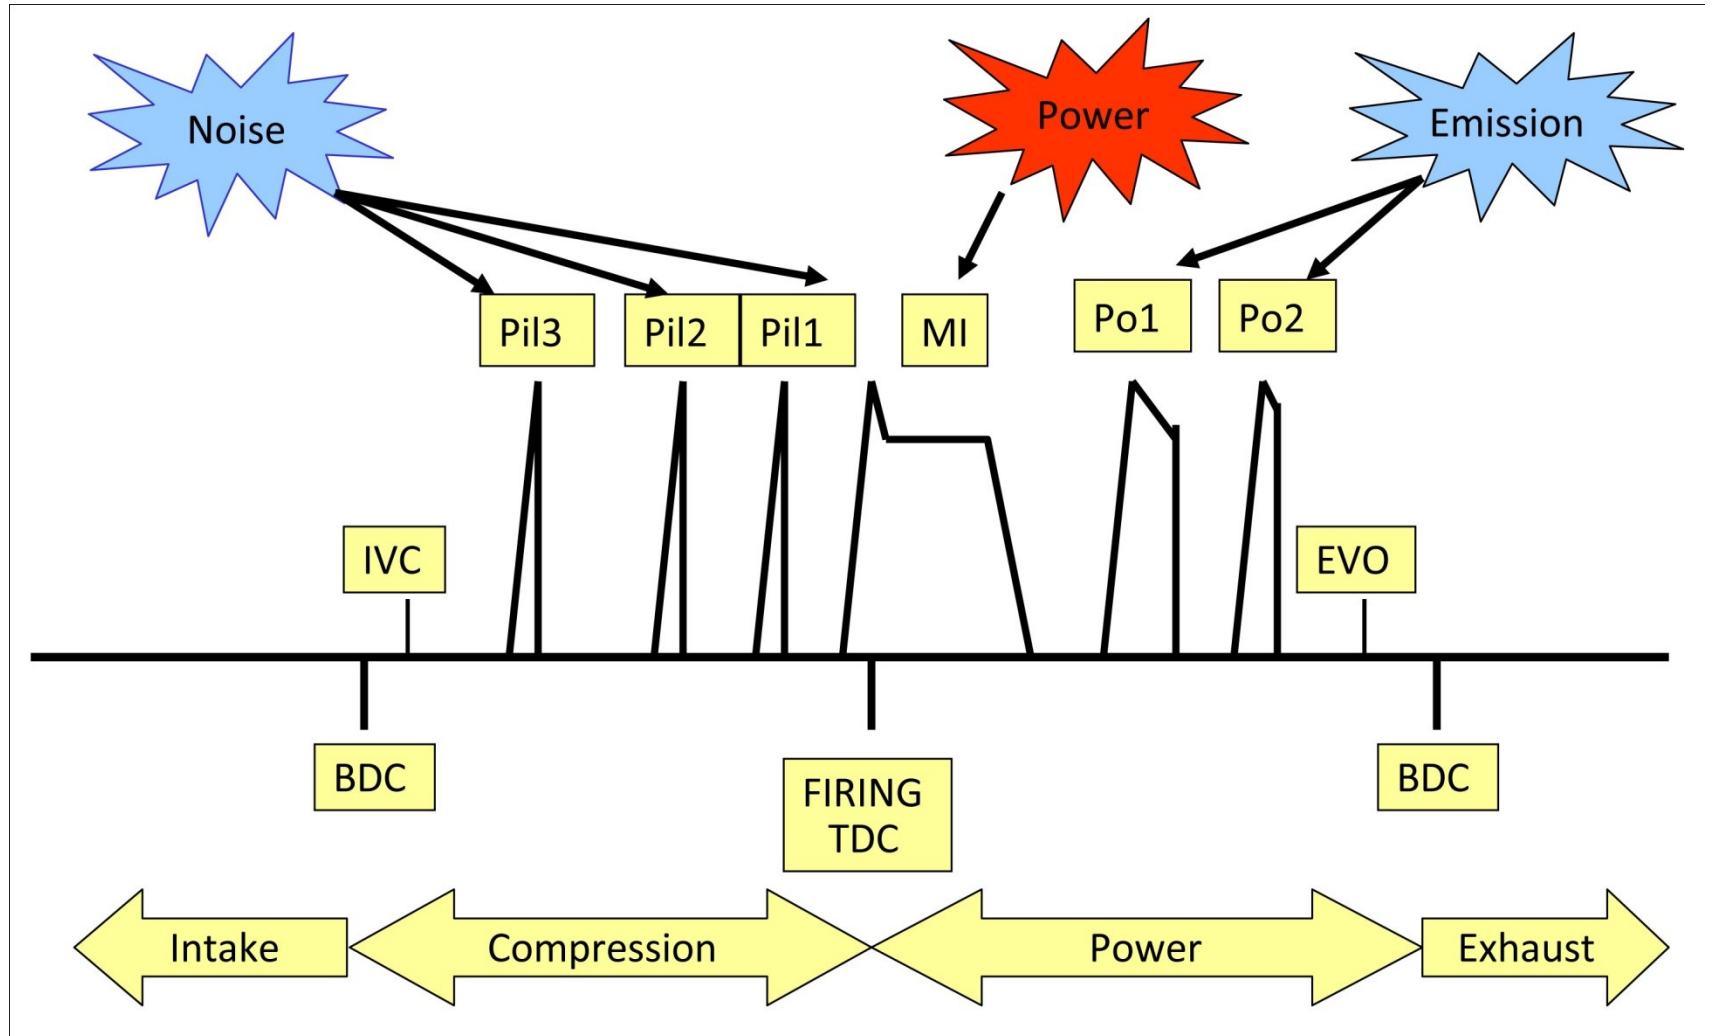 Noise
Power
Emission
Pil3
Pil2
Pil1
MI
Po1
Po2
IVC
EVO
BDC
FIRING
TDC
BDC
Intake
Compression
Power
Exhaust